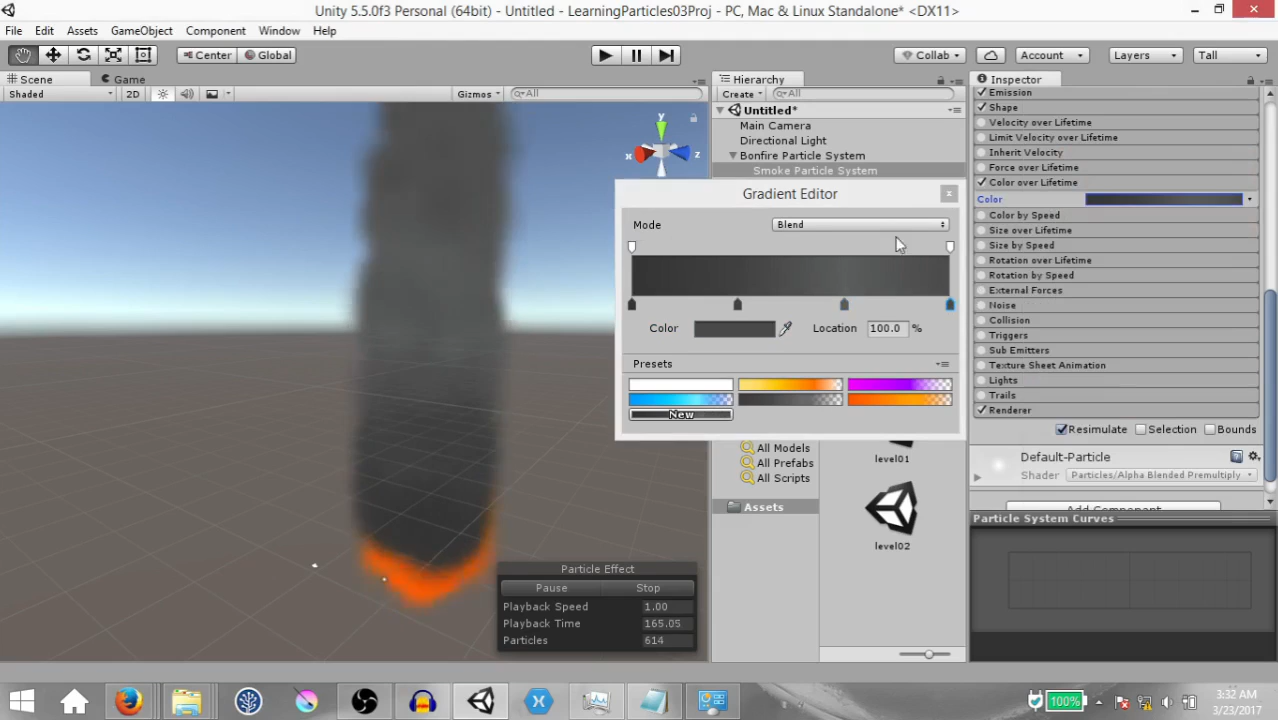 Unity 5.5.0f3 Personal (64bit) - Untitled - LearningParticles03Proj - PC, Mac & Linux Standalone* <DX11>
File Edit Assets GameObject Component Window Help
Center Global Collab Account Layers Tall
Scene Game
Shaded 2D Gizmos All
y
x z
Hierarchy
Create All
Untitled*
Main Camera
Directional Light
Bonfire Particle System
Smoke Particle System
Gradient Editor
Mode Blend
Color Location 100.0 %
Presets
New
All Models
All Prefabs
All Scripts
Assets
level01
level02
Particle Effect
Pause Stop
Playback Speed 1.00
Playback Time 165.05
Particles 614
Inspector
Emission
Shape
Velocity over Lifetime
Limit Velocity over Lifetime
Inherit Velocity
Force over Lifetime
Color over Lifetime
Color
Color by Speed
Size over Lifetime
Size by Speed
Rotation over Lifetime
Rotation by Speed
External Forces
Noise
Collision
Triggers
Sub Emitters
Texture Sheet Animation
Lights
Trails
Renderer
Resimulate Selection Bounds
Default-Particle
Shader Particles/Alpha Blended Premultiply
Add Component
Particle System Curves
100%
3:32 AM
3/23/2017